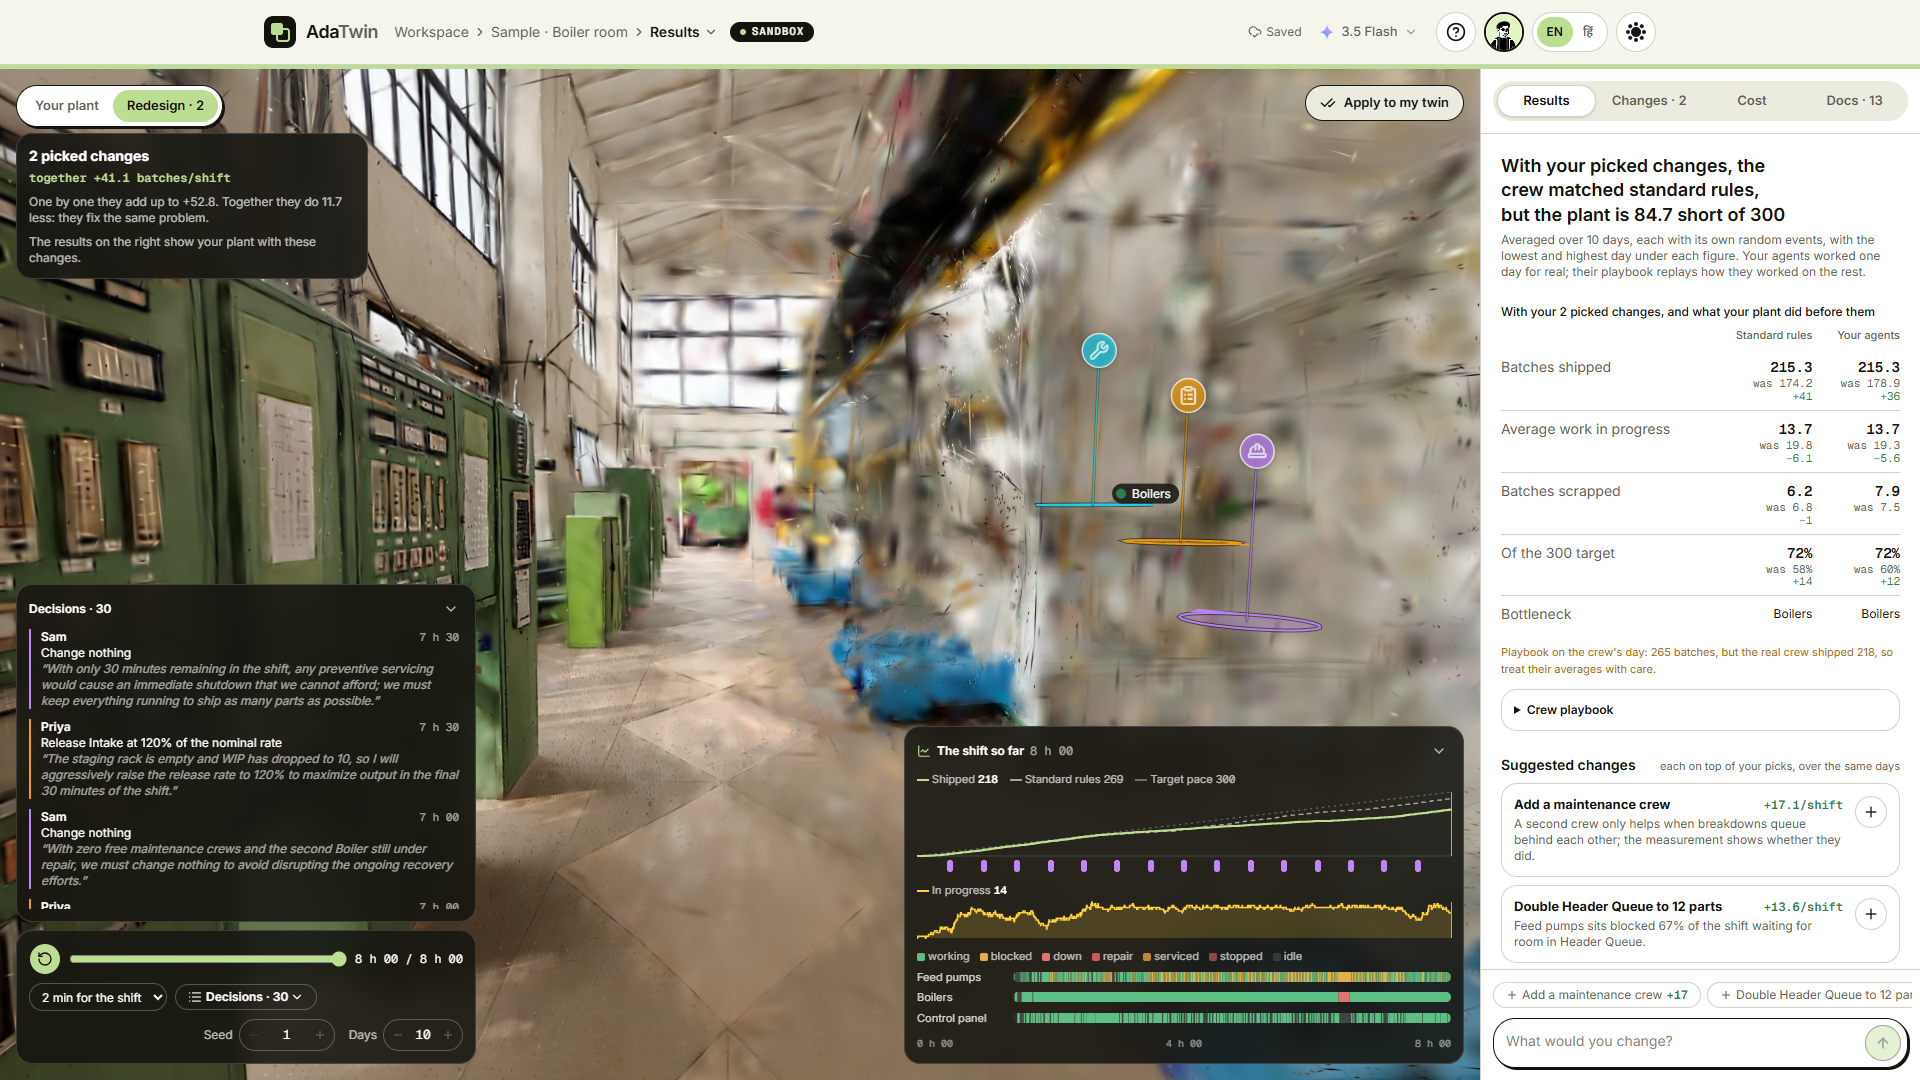 AdaTwin
Workspace > Sample · Boiler room > Results
SANDBOX
Saved
3.5 Flash
EN
हिं
Your plant
Redesign · 2
2 picked changes
together +41.1 batches/shift
One by one they add up to +52.8. Together they do 11.7
less: they fix the same problem.
The results on the right show your plant with these
changes.
Apply to my twin
Boilers
Decisions · 30
Sam 7 h 30
Change nothing
“With only 30 minutes remaining in the shift, any preventive servicing
would cause an immediate shutdown that we cannot afford; we must
keep everything running to ship as many parts as possible.”
Priya 7 h 30
Release Intake at 120% of the nominal rate
“The staging rack is empty and WIP has dropped to 10, so I will
aggressively raise the release rate to 120% to maximize output in the final
30 minutes of the shift.”
Sam 7 h 00
Change nothing
“With zero free maintenance crews and the second Boiler still under
repair, we must change nothing to avoid disrupting the ongoing recovery
efforts.”
Priya 7 h 00
8 h 00 / 8 h 00
2 min for the shift
Decisions · 30
Seed − 1 + Days − 10 +
The shift so far 8 h 00
Shipped 218 Standard rules 269 Target pace 300
In progress 14
working blocked down repair serviced stopped idle
Feed pumps
Boilers
Control panel
0 h 00 4 h 00 8 h 00
Results Changes · 2 Cost Docs · 13
With your picked changes, the
crew matched standard rules,
but the plant is 84.7 short of 300
Averaged over 10 days, each with its own random events, with the
lowest and highest day under each figure. Your agents worked one
day for real; their playbook replays how they worked on the rest.
With your 2 picked changes, and what your plant did before them
Standard rules Your agents
Batches shipped 215.3 215.3
was 174.2 was 178.9
+41 +36
Average work in progress 13.7 13.7
was 19.8 was 19.3
−6.1 −5.6
Batches scrapped 6.2 7.9
was 6.8 was 7.5
−1
Of the 300 target 72% 72%
was 58% was 60%
+14 +12
Bottleneck Boilers Boilers
Playbook on the crew's day: 265 batches, but the real crew shipped 218, so
treat their averages with care.
Crew playbook
Suggested changes each on top of your picks, over the same days
Add a maintenance crew +17.1/shift
A second crew only helps when breakdowns queue
behind each other; the measurement shows whether they
did.
Double Header Queue to 12 parts +13.6/shift
Feed pumps sits blocked 67% of the shift waiting for
room in Header Queue.
+ Add a maintenance crew +17
+ Double Header Queue to 12 par
What would you change?